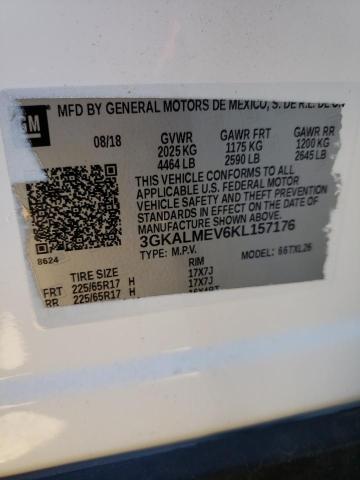 GM
MFD BY GENERAL MOTORS DE MEXICO, S. DE R.L. DE
08/18 GVWR GAWR FRT GAWR RR
2025 KG 1175 KG 1200 KG
4464 LB 2590 LB 2645 LB
THIS VEHICLE CONFORMS TO ALL APPLICABLE
U.S. FEDERAL MOTOR VEHICLE
SAFETY AND THEFT PREVENTION
STANDARDS IN EFFECT ON THE DATE OF
MANUFACTURE SHOWN ABOVE.
3GKALMEV6KL157176
8624
TYPE: M.P.V. MODEL: 66TXL26
TIRE SIZE RIM
FRT 225/65R17 H 17X7J
RR 225/65R17 H 17X7J